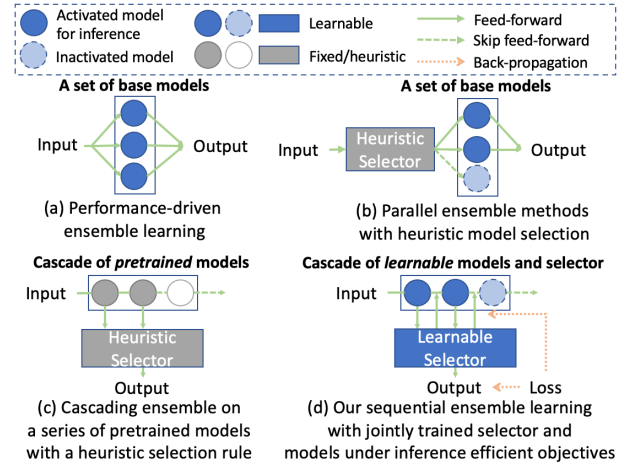 Activated model
for inference
Inactivated model
Learnable
Fixed/heuristic
Feed-forward
Skip feed-forward
Back-propagation
A set of base models
Input
Output
(a) Performance-driven
ensemble learning
A set of base models
Input
Heuristic
Selector
Output
(b) Parallel ensemble methods
with heuristic model selection
Cascade of pretrained models
Input
Heuristic
Selector
Output
(c) Cascading ensemble on
a series of pretrained models
with a heuristic selection rule
Cascade of learnable models and selector
Input
Learnable
Selector
Output
Loss
(d) Our sequential ensemble learning
with jointly trained selector and
models under inference efficient objectives